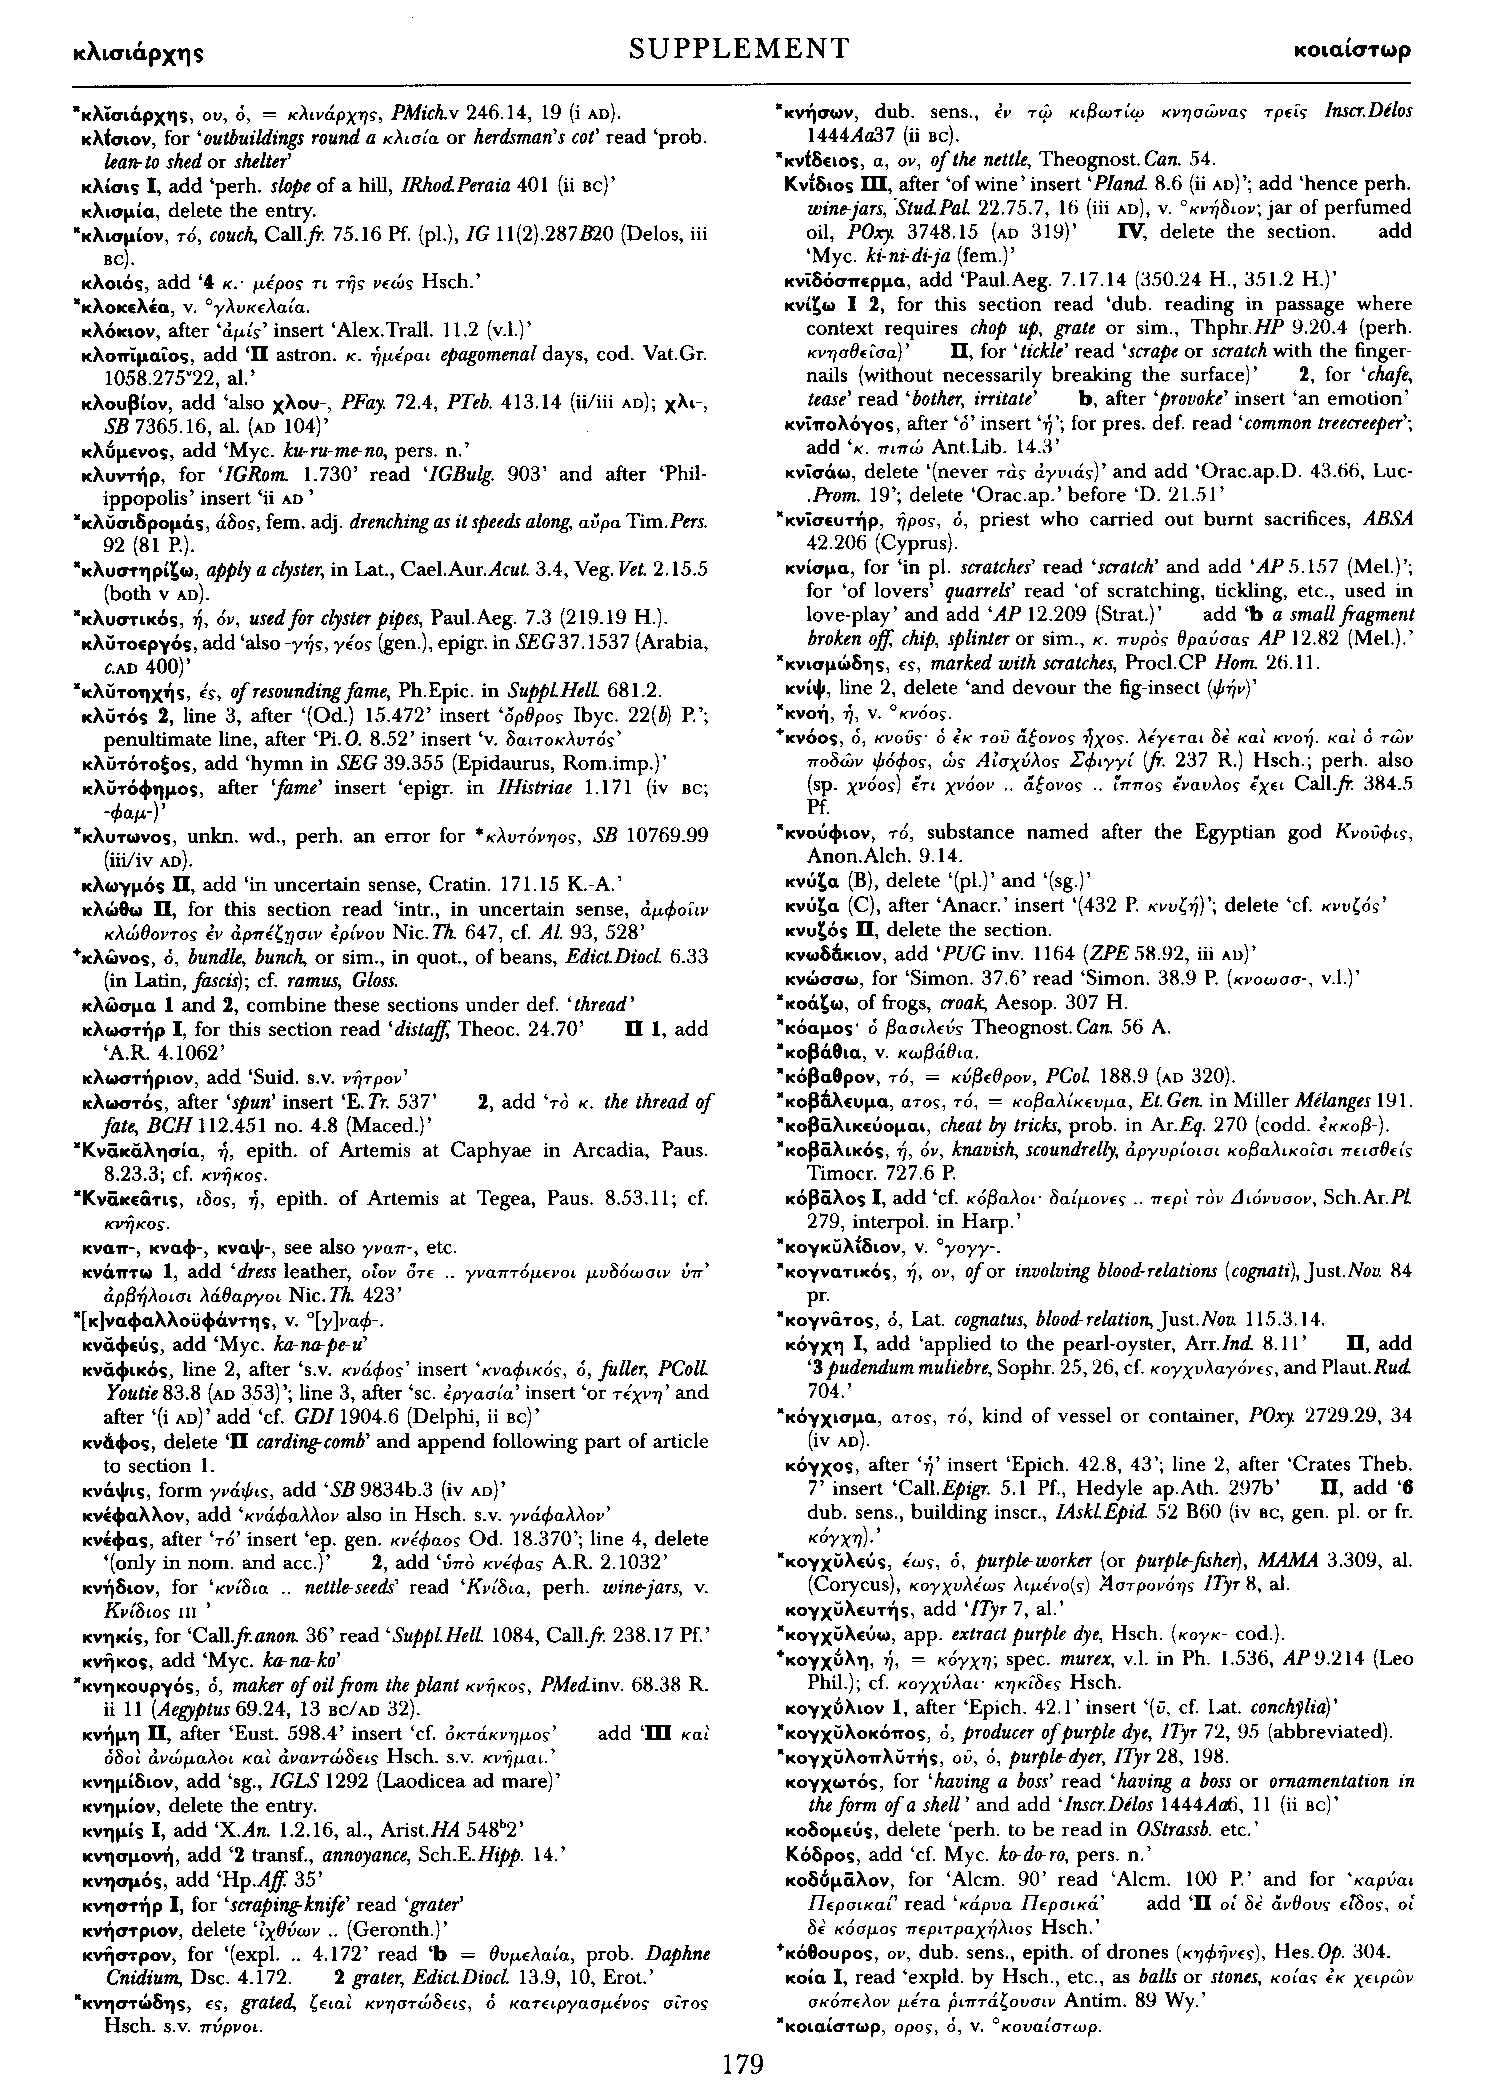 κλισιάρχης
SUPPLEMENT
κοιαίστωρ
*κλῐσιάρχης, ου, ὁ, = κλινάρχης, PMich.v 246.14, 19 (i AD).
κλίσιον, for ‘outbuildings round a κλισία or herdsman's cot’ read ‘prob.
lean-to shed or shelter’
κλίσις I, add ‘perh. slope of a hill, IRhod.Peraia 401 (ii BC)’
κλισμία, delete the entry.
*κλισμίον, τό, couch, Call.fr. 75.16 Pf. (pl.), IG 11(2).287B20 (Delos, iii
BC).
κλοιός, add ‘4 κ.· μέρος τι τῆς νεώς Hsch.’
*κλοκελέα, v. °γλυκελαία.
κλόκιον, after ‘ἀμίς’ insert ‘Alex.Trall. 11.2 (v.l.)’
κλοπῐμαῖος, add ‘II astron. κ. ἡμέραι epagomenal days, cod. Vat.Gr.
1058.275ᵛ22, al.’
κλουβίον, add ‘also χλου-, PFay. 72.4, PTeb. 413.14 (ii/iii AD); χλι-,
SB 7365.16, al. (AD 104)’
κλύ̆μενος, add ‘Myc. ku-ru-me-no, pers. n.’
κλυντήρ, for ‘IGRom. 1.730’ read ‘IGBulg. 903’ and after ‘Phil-
ippopolis’ insert ‘ii AD ’
*κλῠσιδρομάς, άδος, fem. adj. drenching as it speeds along, αὔρα Tim.Pers.
92 (81 P.).
*κλυστηρίζω, apply a clyster, in Lat., Cael.Aur.Acut. 3.4, Veg. Vet. 2.15.5
(both v AD).
*κλυστικός, ή, όν, used for clyster pipes, Paul.Aeg. 7.3 (219.19 H.).
κλῠτοεργός, add ‘also -γής, γέος (gen.), epigr. in SEG 37.1537 (Arabia,
c.AD 400)’
*κλῠτοηχής, ές, of resounding fame, Ph.Epic. in Suppl.Hell. 681.2.
κλῠτός 2, line 3, after ‘(Od.) 15.472’ insert ‘ὄρθρος Ibyc. 22(b) P.’;
penultimate line, after ‘Pi.O. 8.52’ insert ‘v. δαιτοκλυτός’
κλῠτότοξος, add ‘hymn in SEG 39.355 (Epidaurus, Rom.imp.)’
κλῠτόφημος, after ‘fame’ insert ‘epigr. in IHistriae 1.171 (iv BC;
-φαμ-)’
*κλυτωνος, unkn. wd., perh. an error for *κλυτόνηος, SB 10769.99
(iii/iv AD).
κλωγμός II, add ‘in uncertain sense, Cratin. 171.15 K.-A.’
κλώθω II, for this section read ‘intr., in uncertain sense, ἀμφοῖιν
κλώθοντος ἐν ἁρπέζῃσιν ἐρίνου Nic.Th. 647, cf. Al. 93, 528’
⁺κλῶνος, ὁ, bundle, bunch, or sim., in quot., of beans, Edict.Diocl. 6.33
(in Latin, fascis); cf. ramus, Gloss.
κλῶσμα 1 and 2, combine these sections under def. ‘thread’
κλωστήρ I, for this section read ‘distaff, Theoc. 24.70’ II 1, add
‘A.R. 4.1062’
κλωστήριον, add ‘Suid. s.v. νῆτρον’
κλωστός, after ‘spun’ insert ‘E.Tr. 537’ 2, add ‘τὸ κ. the thread of
fate, BCH 112.451 no. 4.8 (Maced.)’
*Κνᾱκᾰλησία, ἡ, epith. of Artemis at Caphyae in Arcadia, Paus.
8.23.3; cf. κνῆκος.
*Κνᾱκεᾶτις, ιδος, ἡ, epith. of Artemis at Tegea, Paus. 8.53.11; cf.
κνῆκος.
κναπ-, κναφ-, κναψ-, see also γναπ-, etc.
κνάπτω 1, add ‘dress leather, οἷον ὅτε .. γναπτόμενοι μυδόωσιν ὑπ’
ἀρβήλοισι λάθαργοι Nic.Th. 423’
*[κ]ναφαλλοϋφάντης, v. °[γ]ναφ-.
κνᾰφεύς, add ‘Myc. ka-na-pe-u’
κνᾰφικός, line 2, after ‘s.v. κνάφος’ insert ‘κναφικός, ὁ, fuller, PColl.
Youtie 83.8 (AD 353)’; line 3, after ‘sc. ἐργασία’ insert ‘or τέχνη’ and
after ‘(i AD)’ add ‘cf. GDI 1904.6 (Delphi, ii BC)’
κνά̆φος, delete ‘II carding-comb’ and append following part of article
to section 1.
κνάψις, form γνάψις, add ‘SB 9834b.3 (iv AD)’
κνέφαλλον, add ‘κνάφαλλον also in Hsch. s.v. γνάφαλλον’
κνέφας, after ‘τό’ insert ‘ep. gen. κνέφαος Od. 18.370’; line 4, delete
‘(only in nom. and acc.)’ 2, add ‘ὑπὸ κνέφας A.R. 2.1032’
κνήδιον, for ‘κνίδια .. nettle-seeds’ read ‘Κνίδια, perh. wine-jars, v.
Κνίδιος III ’
κνηκίς, for ‘Call.fr.anon. 36’ read ‘Suppl.Hell. 1084, Call.fr. 238.17 Pf.’
κνῆκος, add ‘Myc. ka-na-ko’
*κνηκουργός, ὁ, maker of oil from the plant κνῆκος, PMed.inv. 68.38 R.
ii 11 (Aegyptus 69.24, 13 BC/AD 32).
κνήμη II, after ‘Eust. 598.4’ insert ‘cf. ὀκτάκνημος’ add ‘III καὶ
ὁδοὶ ἀνώμαλοι καὶ ἀναντώδεις Hsch. s.v. κνῆμαι.’
κνημίδιον, add ‘sg., IGLS 1292 (Laodicea ad mare)’
κνημίον, delete the entry.
κνημίς I, add ‘X.An. 1.2.16, al., Arist.HA 548ᵇ2’
κνησμονή, add ‘2 transf., annoyance, Sch.E.Hipp. 14.’
κνησμός, add ‘Hp.Aff. 35’
κνηστήρ I, for ‘scraping-knife’ read ‘grater’
κνήστριον, delete ‘ἰχθύων .. (Geronth.)’
κνῆστρον, for ‘(expl. .. 4.172’ read ‘b = θυμελαία, prob. Daphne
Cnidium, Dsc. 4.172. 2 grater, Edict.Diocl. 13.9, 10, Erot.’
*κνηστώδης, ες, grated, ζειαὶ κνηστώδεις, ὁ κατειργασμένος σῖτος
Hsch. s.v. πύρνοι.
*κνήσων, dub. sens., ἐν τῷ κιβωτίῳ κνησῶνας τρεῖς Inscr.Délos
1444Aa37 (ii BC).
*κνί̆δειος, α, ον, of the nettle, Theognost.Can. 54.
Κνί̆διος III, after ‘of wine’ insert ‘PIand. 8.6 (ii AD)’; add ‘hence perh.
wine-jars, Stud.Pal. 22.75.7, 16 (iii AD), v. °κνήδιον; jar of perfumed
oil, POxy. 3748.15 (AD 319)’ IV, delete the section. add
‘Myc. ki-ni-di-ja (fem.)’
κνῑδόσπερμα, add ‘Paul.Aeg. 7.17.14 (350.24 H., 351.2 H.)’
κνίζω I 2, for this section read ‘dub. reading in passage where
context requires chop up, grate or sim., Thphr.HP 9.20.4 (perh.
κνησθεῖσα)’ II, for ‘tickle’ read ‘scrape or scratch with the finger-
nails (without necessarily breaking the surface)’ 2, for ‘chafe,
tease’ read ‘bother, irritate’ b, after ‘provoke’ insert ‘an emotion’
κνῑπολόγος, after ‘ὁ’ insert ‘ἡ’; for pres. def. read ‘common treecreeper’;
add ‘κ. πιπώ Ant.Lib. 14.3’
κνῑσάω, delete ‘(never τὰς ἀγυιάς)’ and add ‘Orac.ap.D. 43.66, Luc-
.Prom. 19’; delete ‘Orac.ap.’ before ‘D. 21.51’
*κνῑσευτήρ, ῆρος, ὁ, priest who carried out burnt sacrifices, ABSA
42.206 (Cyprus).
κνίσμα, for ‘in pl. scratches’ read ‘scratch’ and add ‘AP 5.157 (Mel.)’;
for ‘of lovers’ quarrels’ read ‘of scratching, tickling, etc., used in
love-play’ and add ‘AP 12.209 (Strat.)’ add ‘b a small fragment
broken off, chip, splinter or sim., κ. πυρὸς θραύσας AP 12.82 (Mel.).’
*κνισμώδης, ες, marked with scratches, Procl.CP Hom. 26.11.
κνίψ, line 2, delete ‘and devour the fig-insect (ψήν)’
*κνοή, ἡ, v. °κνόος.
⁺κνόος, ὁ, κνοῦς· ὁ ἐκ τοῦ ἄξονος ἦχος. λέγεται δὲ καὶ κνοή. καὶ ὁ τῶν
ποδῶν ψόφος, ὡς Αἰσχύλος Σφιγγί (fr. 237 R.) Hsch.; perh. also
(sp. χνόος) ἔτι χνόον .. ἄξονος .. ἵππος ἔναυλος ἔχει Call.fr. 384.5
Pf.
*κνούφιον, τό, substance named after the Egyptian god Κνοῦφις,
Anon.Alch. 9.14.
κνύζα (B), delete ‘(pl.)’ and ‘(sg.)’
κνύζα (C), after ‘Anacr.’ insert ‘(432 P. κνυζή)’; delete ‘cf. κνυζός’
κνυζός II, delete the section.
κνωδά̆κιον, add ‘PUG inv. 1164 (ZPE 58.92, iii AD)’
κνώσσω, for ‘Simon. 37.6’ read ‘Simon. 38.9 P. (κνοωσσ-, v.l.)’
*κοάζω, of frogs, croak, Aesop. 307 H.
*κόαμος· ὁ βασιλεύς Theognost.Can. 56 A.
*κοβάθια, v. κωβάθια.
*κόβαθρον, τό, = κύβεθρον, PCol. 188.9 (AD 320).
*κοβά̄λευμα, ατος, τό, = κοβαλίκευμα, Et.Gen. in Miller Mélanges 191.
*κοβᾱλικεύομαι, cheat by tricks, prob. in Ar.Eq. 270 (codd. ἐκκοβ-).
*κοβᾱλικός, ή, όν, knavish, scoundrelly, ἀργυρίοισι κοβαλικοῖσι πεισθείς
Timocr. 727.6 P.
κόβᾱλος I, add ‘cf. κόβαλοι· δαίμονες .. περὶ τὸν Διόνυσον, Sch.Ar.Pl.
279, interpol. in Harp.’
*κογκῠλί̆διον, v. °γογγ-.
*κογνατικός, ή, ον, of or involving blood-relations (cognati), Just.Nov. 84
pr.
*κογνᾶτος, ὁ, Lat. cognatus, blood-relation, Just.Nov. 115.3.14.
κόγχη I, add ‘applied to the pearl-oyster, Arr.Ind. 8.11’ II, add
‘3 pudendum muliebre, Sophr. 25, 26, cf. κογχυλαγόνες, and Plaut.Rud.
704.’
*κόγχισμα, ατος, τό, kind of vessel or container, POxy. 2729.29, 34
(iv AD).
κόγχος, after ‘ἡ’ insert ‘Epich. 42.8, 43’; line 2, after ‘Crates Theb.
7’ insert ‘Call.Epigr. 5.1 Pf., Hedyle ap.Ath. 297b’ II, add ‘6
dub. sens., building inscr., IAskl.Epid. 52 B60 (iv BC, gen. pl. or fr.
κόγχη).’
*κογχῠλεύς, έως, ὁ, purple-worker (or purple-fisher), MAMA 3.309, al.
(Corycus), κογχυλέως λιμένο(ς) Ἀστρονόης ITyr 8, al.
κογχῠλευτής, add ‘ITyr 7, al.’
*κογχῠλεύω, app. extract purple dye, Hsch. (κογκ- cod.).
⁺κογχύ̆λη, ἡ, = κόγχη; spec. murex, v.l. in Ph. 1.536, AP 9.214 (Leo
Phil.); cf. κογχύλαι· κηκῖδες Hsch.
κογχύ̆λιον 1, after ‘Epich. 42.1’ insert ‘(ῡ, cf. Lat. conchȳlia)’
*κογχῠλοκόπος, ὁ, producer of purple dye, ITyr 72, 95 (abbreviated).
*κογχῠλοπλῠτής, οῦ, ὁ, purple-dyer, ITyr 28, 198.
κογχωτός, for ‘having a boss’ read ‘having a boss or ornamentation in
the form of a shell’ and add ‘Inscr.Délos 1444Aa6, 11 (ii BC)’
κοδομεύς, delete ‘perh. to be read in OStrassb. etc.’
Κόδρος, add ‘cf. Myc. ko-do-ro, pers. n.’
κοδύ̆μᾱλον, for ‘Alcm. 90’ read ‘Alcm. 100 P.’ and for ‘καρύαι
Περσικαί’ read ‘κάρυα Περσικά’ add ‘II οἱ δὲ ἄνθους εἶδος, οἱ
δὲ κόσμος περιτραχήλιος Hsch.’
⁺κόθουρος, ον, dub. sens., epith. of drones (κηφῆνες), Hes.Op. 304.
κοία I, read ‘expld. by Hsch., etc., as balls or stones, κοίας ἐκ χειρῶν
σκόπελον μέτα ῥιπτάζουσιν Antim. 89 Wy.’
*κοιαίστωρ, ορος, ὁ, v. °κουαίστωρ.
179